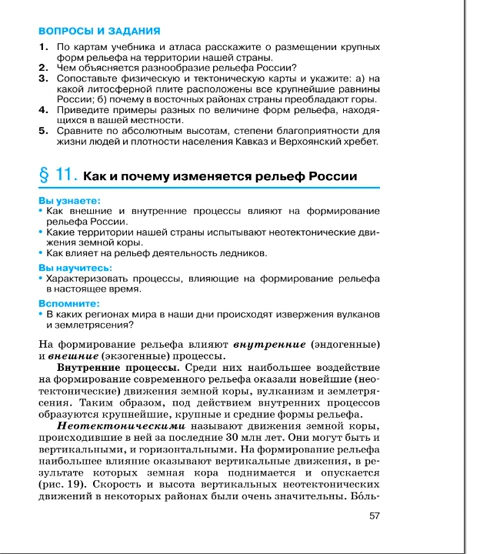 ВОПРОСЫ И ЗАДАНИЯ
1. По картам учебника и атласа расскажите о размещении крупных
форм рельефа на территории нашей страны.
2. Чем объясняется разнообразие рельефа России?
3. Сопоставьте физическую и тектоническую карты и укажите: а) на
какой литосферной плите расположены все крупнейшие равнины
России; б) почему в восточных районах страны преобладают горы.
4. Приведите примеры разных по величине форм рельефа, находя-
щихся в вашей местности.
5. Сравните по абсолютным высотам, степени благоприятности для
жизни людей и плотности населения Кавказ и Верхоянский хребет.
§ 11. Как и почему изменяется рельеф России
Вы узнаете:
• Как внешние и внутренние процессы влияют на формирование
рельефа России.
• Какие территории нашей страны испытывают неотектонические дви-
жения земной коры.
• Как влияет на рельеф деятельность ледников.
Вы научитесь:
• Характеризовать процессы, влияющие на формирование рельефа
в настоящее время.
Вспомните:
• В каких регионах мира в наши дни происходят извержения вулканов
и землетрясения?
На формирование рельефа влияют внутренние (эндогенные)
и внешние (экзогенные) процессы.
Внутренние процессы. Среди них наибольшее воздействие
на формирование современного рельефа оказали новейшие (нео-
тектонические) движения земной коры, вулканизм и землетря-
сения. Таким образом, под действием внутренних процессов
образуются крупнейшие, крупные и средние формы рельефа.
Неотектоническими называют движения земной коры,
происходившие в ней за последние 30 млн лет. Они могут быть и
вертикальными, и горизонтальными. На формирование рельефа
наибольшее влияние оказывают вертикальные движения, в ре-
зультате которых земная кора поднимается и опускается
(рис. 19). Скорость и высота вертикальных неотектонических
движений в некоторых районах были очень значительны. Бо́ль-
57